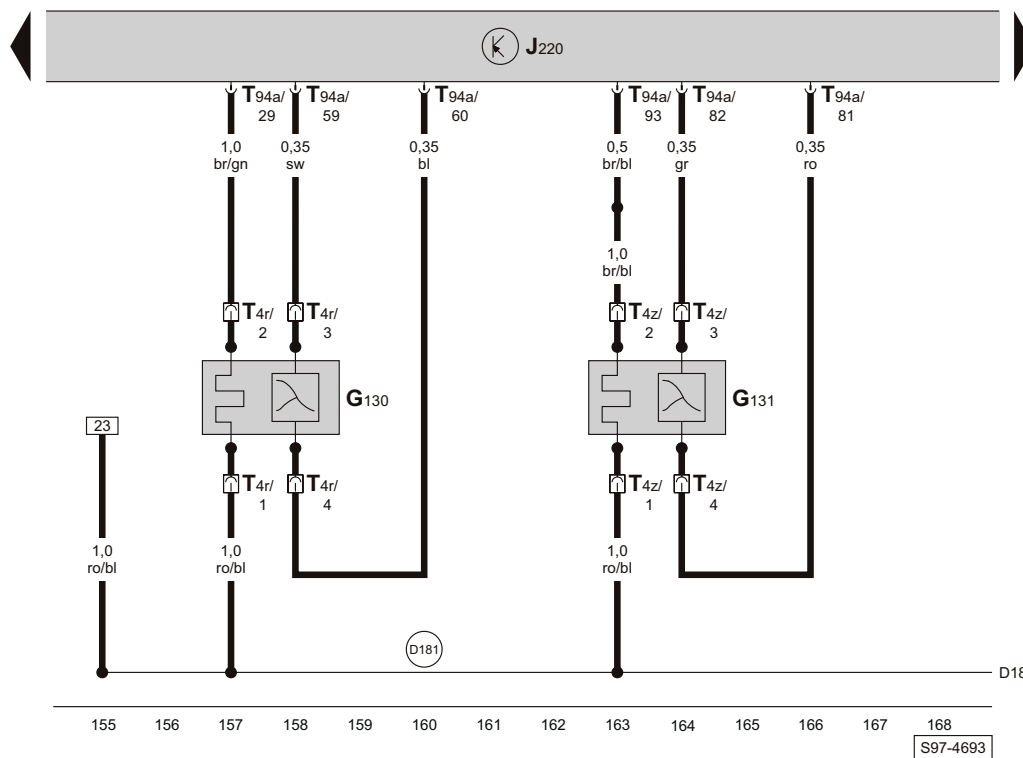 J220
T94a/ T94a/ T94a/ T94a/ T94a/ T94a/
29 59 60 93 82 81
1,0 0,35 0,35 0,5 0,35 0,35
br/gn sw bl br/bl gr ro
1,0
br/bl
T4r/ T4r/ T4z/ T4z/
2 3 2 3
G130 G131
23
T4r/ T4r/ T4z/ T4z/
1 4 1 4
1,0 1,0 1,0
ro/bl ro/bl ro/bl
D181
D18
155 156 157 158 159 160 161 162 163 164 165 166 167 168
S97-4693